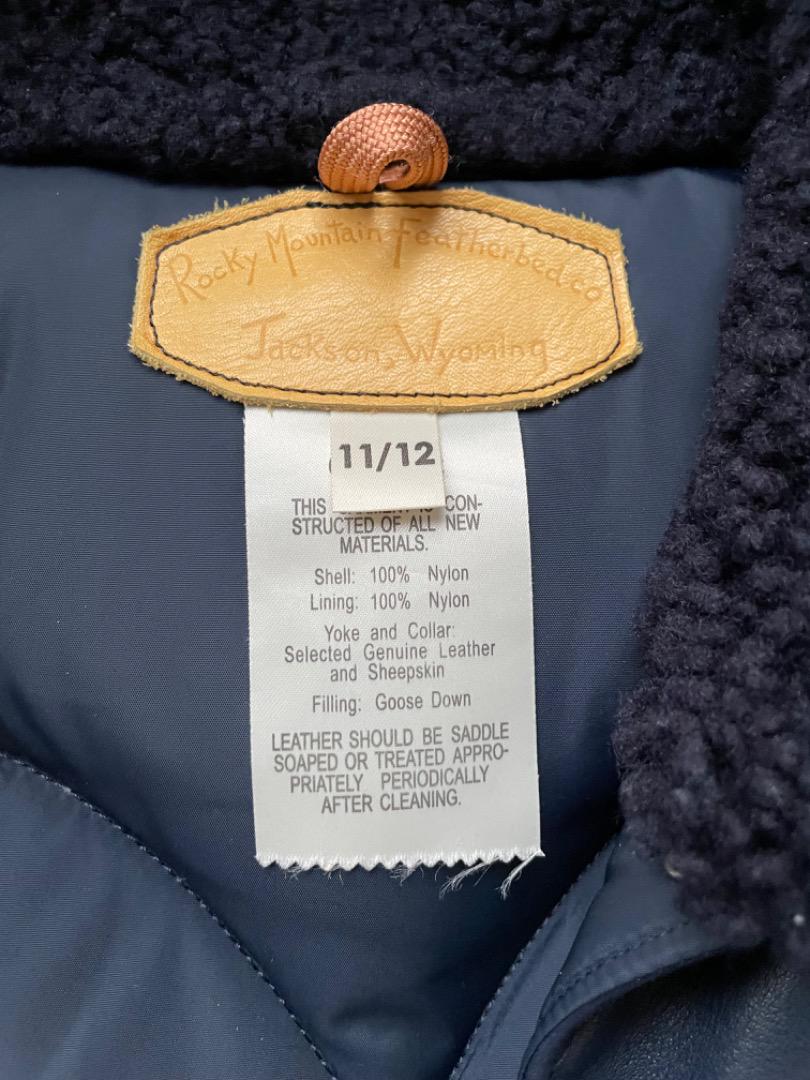 Rocky Mountain Featherbed co
Jackson, Wyoming
11/12
THIS CON-
STRUCTED OF ALL NEW
MATERIALS.
Shell: 100% Nylon
Lining: 100% Nylon
Yoke and Collar:
Selected Genuine Leather
and Sheepskin
Filling: Goose Down
LEATHER SHOULD BE SADDLE
SOAPED OR TREATED APPRO-
PRIATELY PERIODICALLY
AFTER CLEANING.